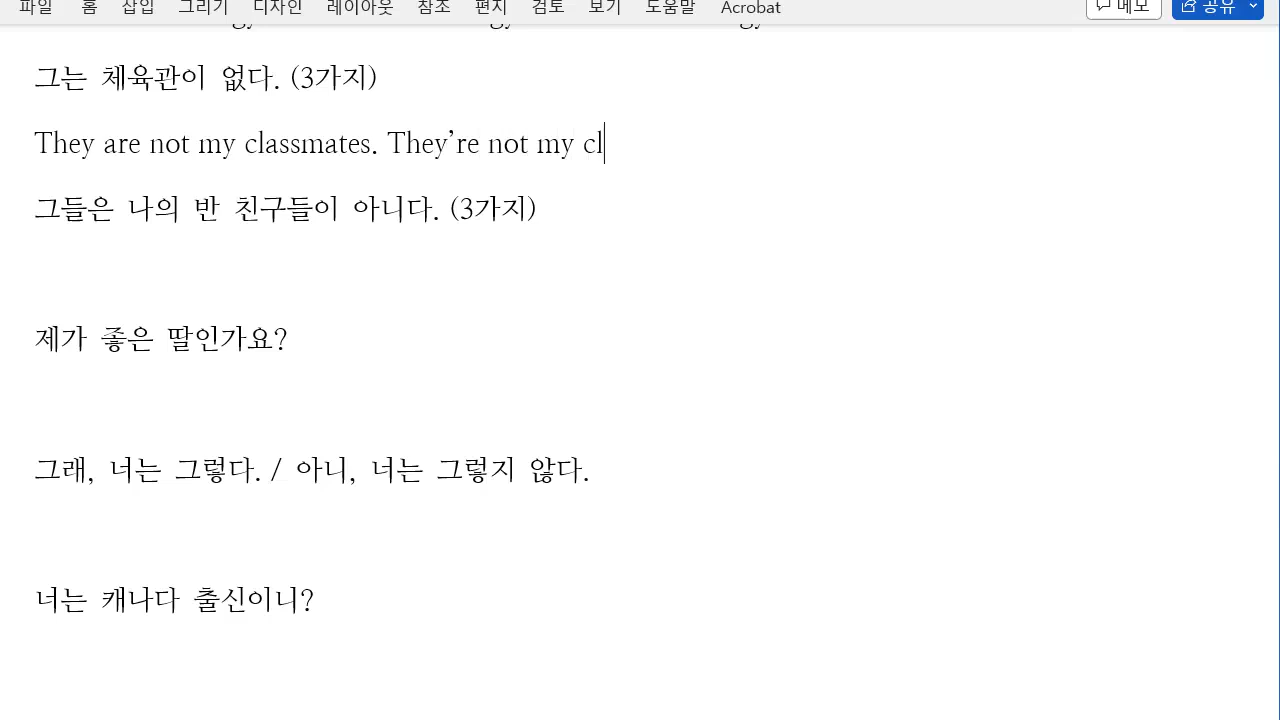 파일 홈 삽입 그리기 디자인 레이아웃 참조 편지 검토 보기 도움말 Acrobat 메모 공유
그는 체육관이 없다. (3가지)
They are not my classmates. They’re not my cl
그들은 나의 반 친구들이 아니다. (3가지)
제가 좋은 딸인가요?
그래, 너는 그렇다. / 아니, 너는 그렇지 않다.
너는 캐나다 출신이니?